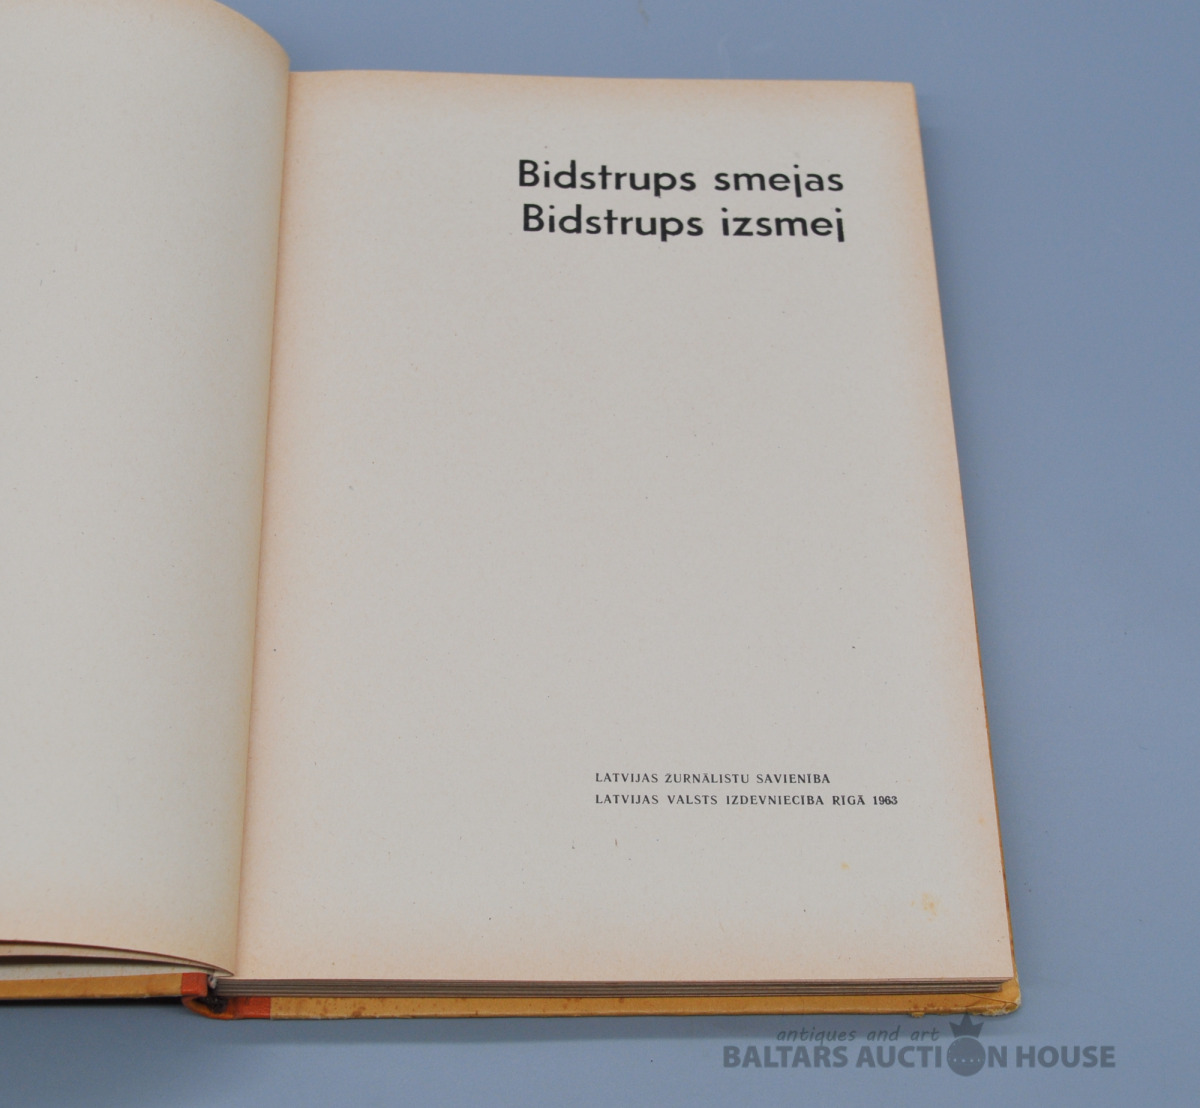 Bidstrups smejas
Bidstrups izsmej
LATVIJAS ŽURNĀLISTU SAVIENĪBA
LATVIJAS VALSTS IZDEVNIECĪBA RĪGĀ 1963
antiques and art
BALTARS AUCTION HOUSE